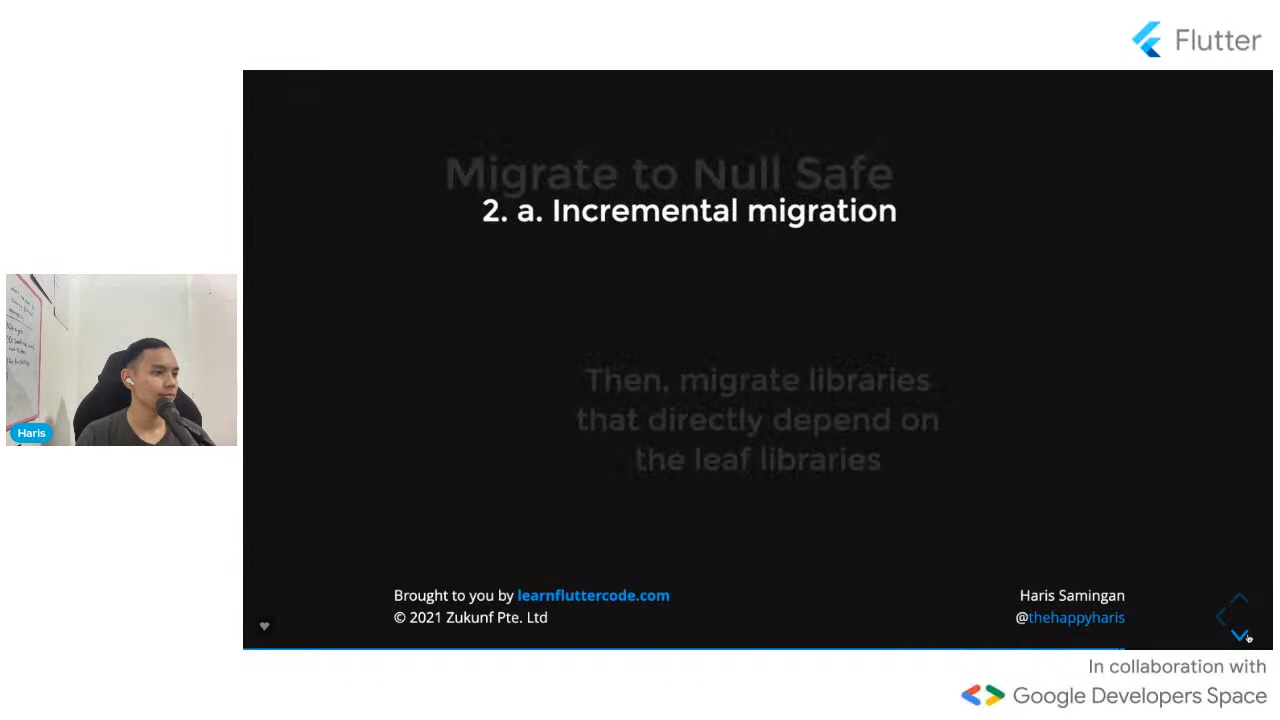 Flutter
Migrate to Null Safe
2. a. Incremental migration
Then, migrate libraries
that directly depend on
the leaf libraries
Haris
Brought to you by learnfluttercode.com
© 2021 Zukunf Pte. Ltd
Haris Samingan
@thehappyharis
In collaboration with
Google Developers Space